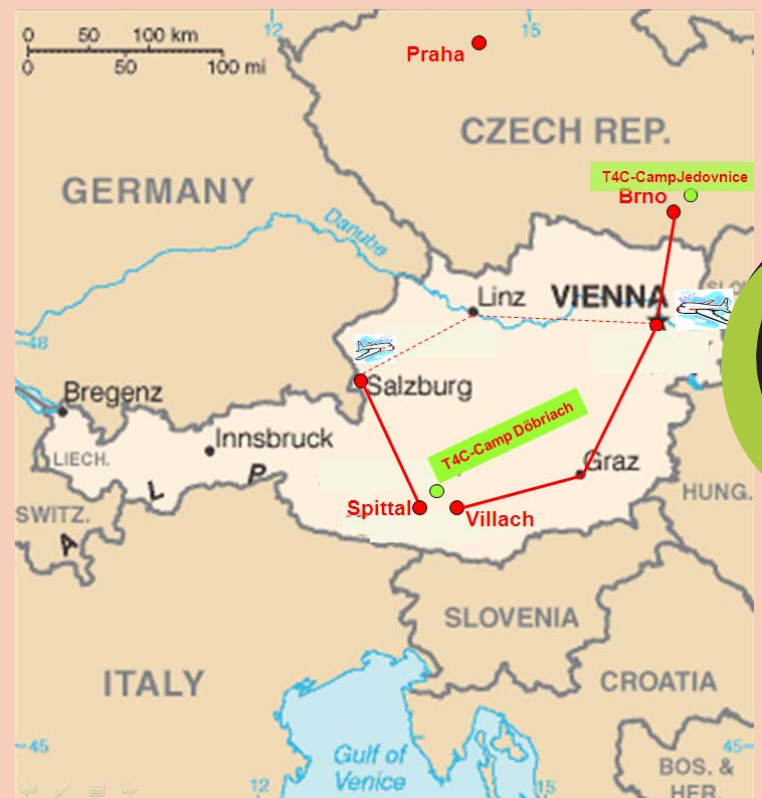 12
15
0 50 100 km
0 50 100 mi
Praha
CZECH REP.
T4C-CampJedovnice
Brno
GERMANY
Danube
Linz
VIENNA
48
Bregenz
Salzburg
Innsbruck
T4C-Camp Döbriach
LIECH.
Graz
A L P
SWITZ.
Spittal
Villach
HUNG.
SLOVENIA
ITALY
CROATIA
45
45
Gulf of
Venice
BOS. &
HER.
12
15